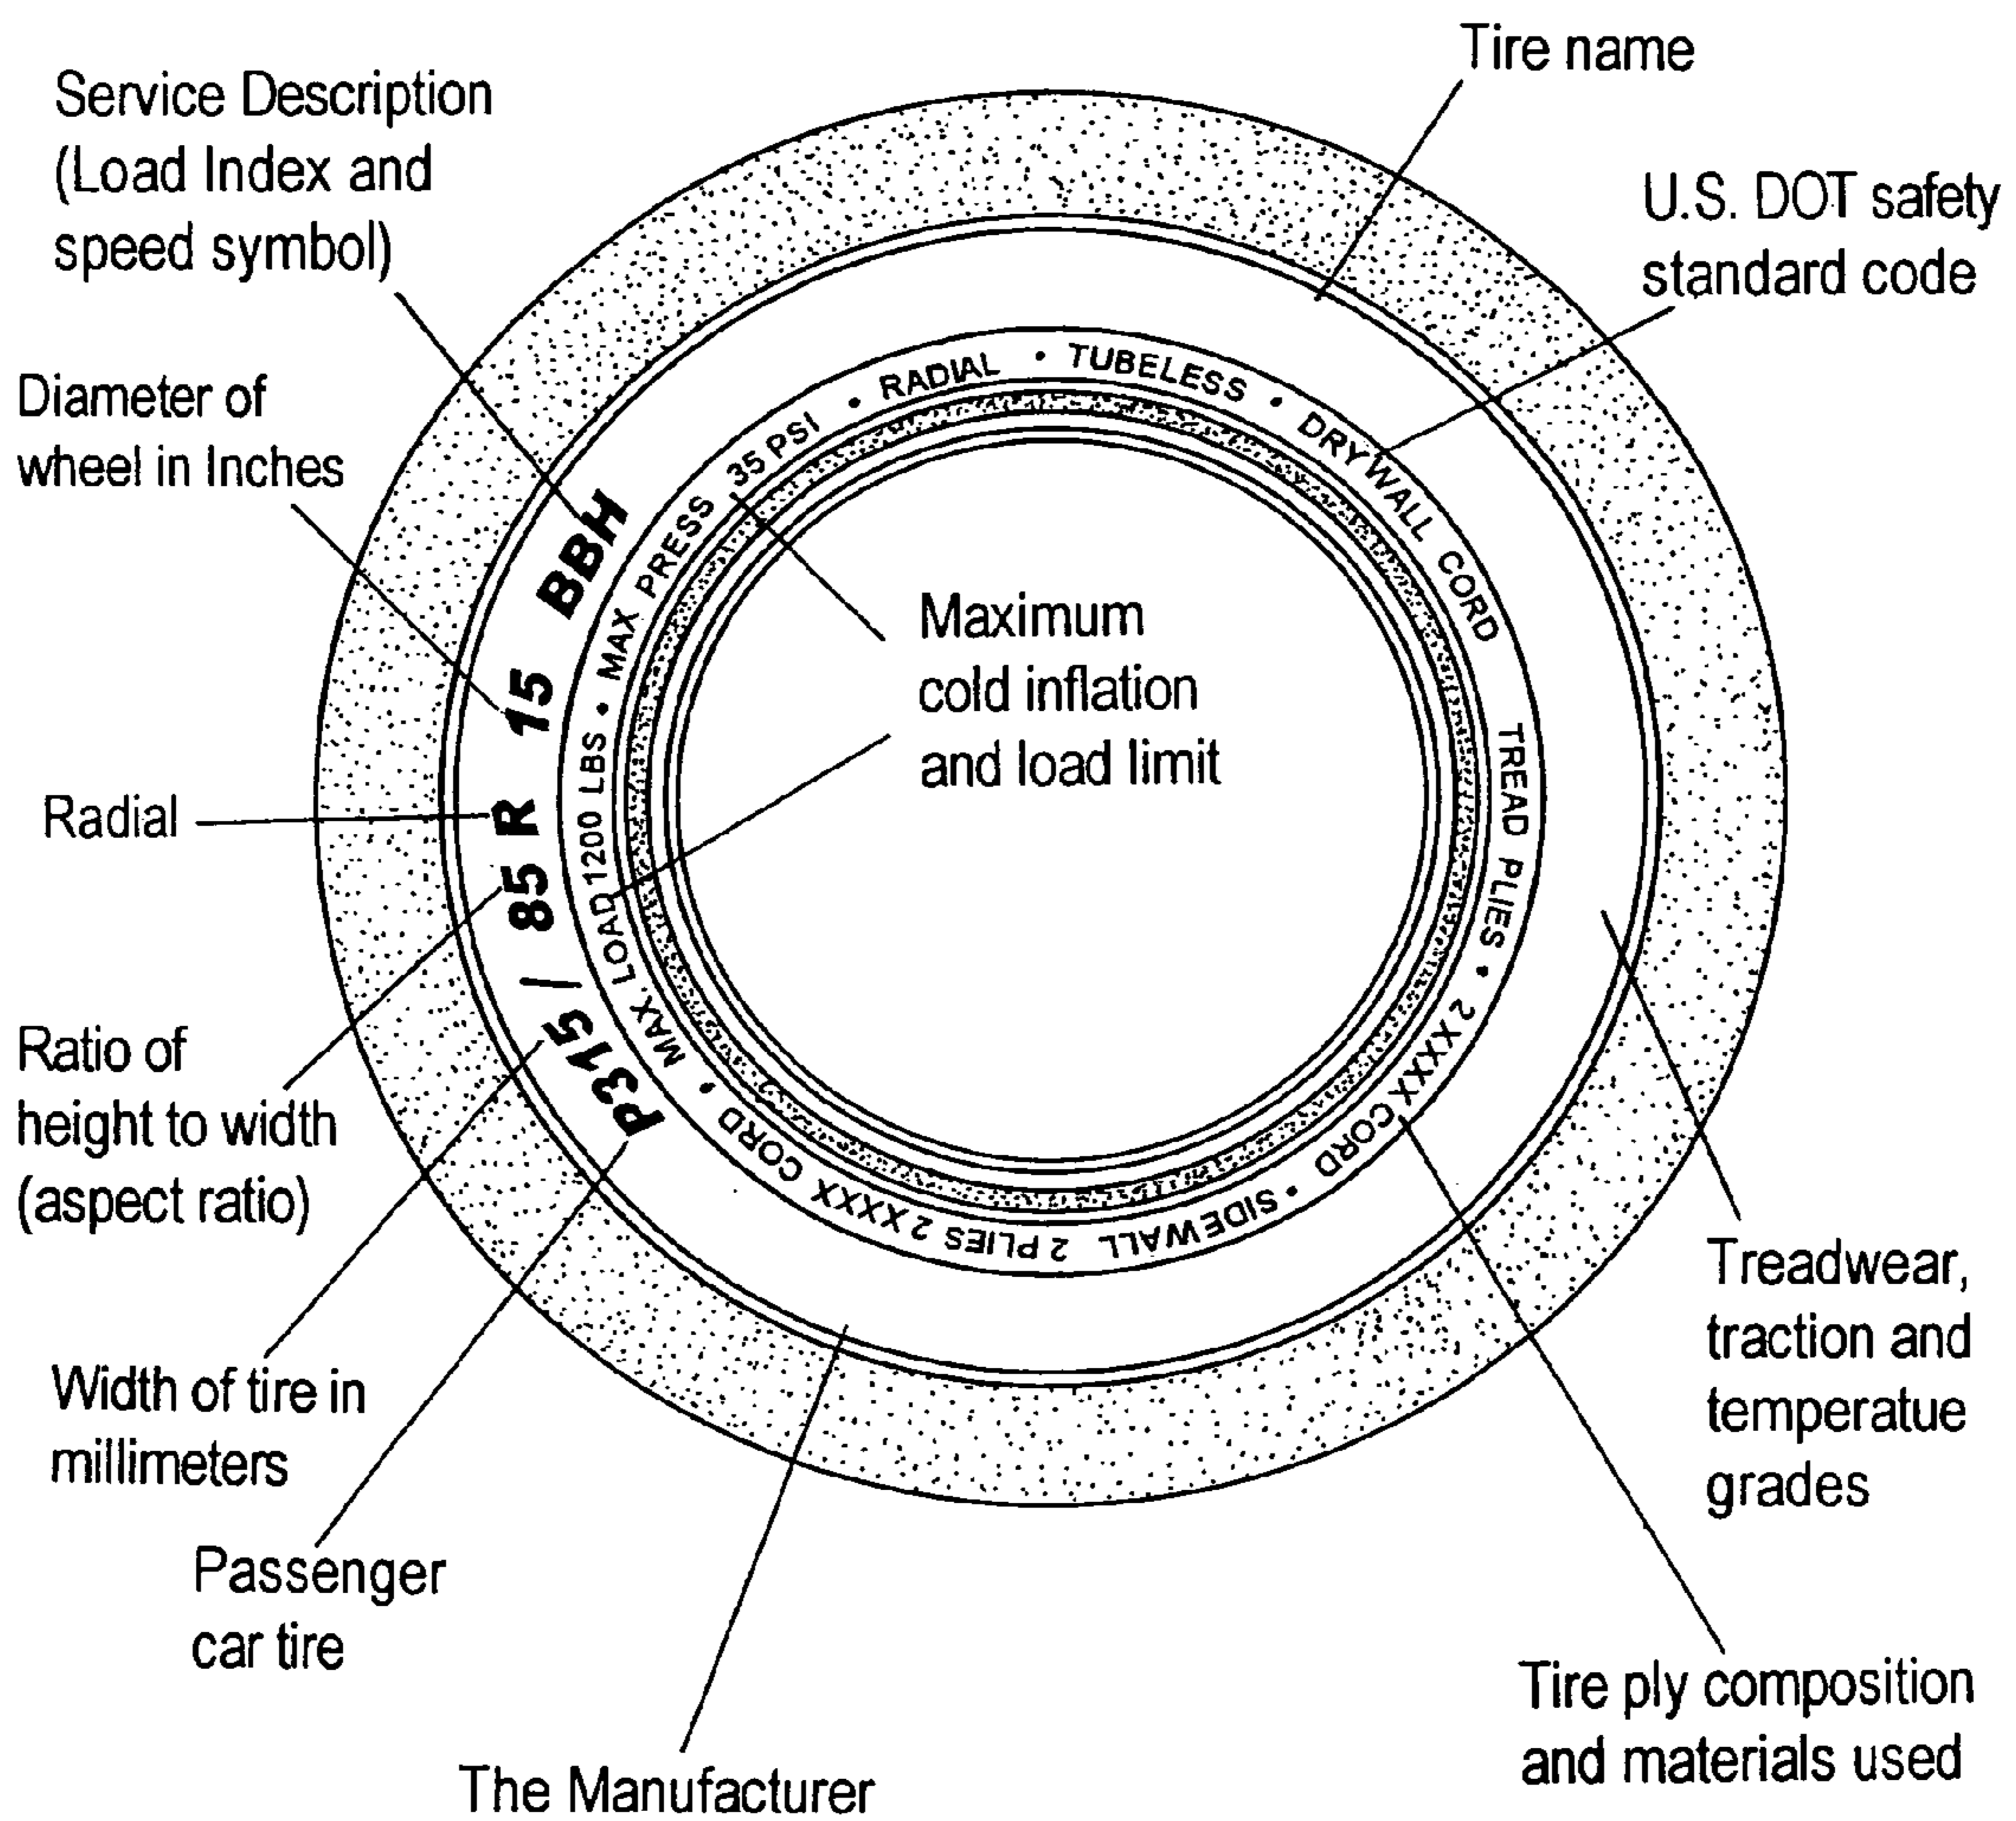 Tire name
Service Description
(Load Index and
speed symbol)
U.S. DOT safety
standard code
Diameter of
wheel in Inches
Radial
Ratio of
height to width
(aspect ratio)
Width of tire in
millimeters
Passenger
car tire
The Manufacturer
Maximum
cold inflation
and load limit
Treadwear,
traction and
temperatue
grades
Tire ply composition
and materials used
P315 / 85 R 15 BBH
MAX LOAD 1200 LBS • MAX PRESS 35 PSI • RADIAL • TUBELESS • DRYWALL CORD TREAD PLIES • 2 XXXX CORD • SIDEWALL 2 PLIES 2 XXXX CORD •